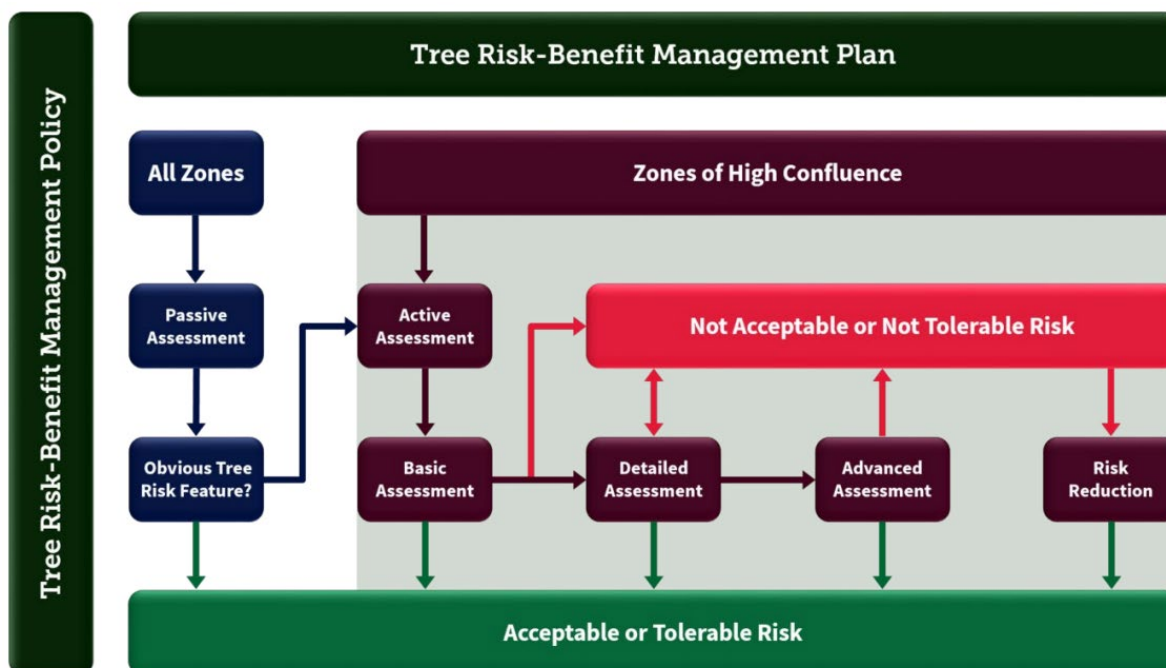 Tree Risk-Benefit Management Policy
Tree Risk-Benefit Management Plan
All Zones
Zones of High Confluence
Passive
Assessment
Active
Assessment
Not Acceptable or Not Tolerable Risk
Obvious Tree
Risk Feature?
Basic
Assessment
Detailed
Assessment
Advanced
Assessment
Risk
Reduction
Acceptable or Tolerable Risk